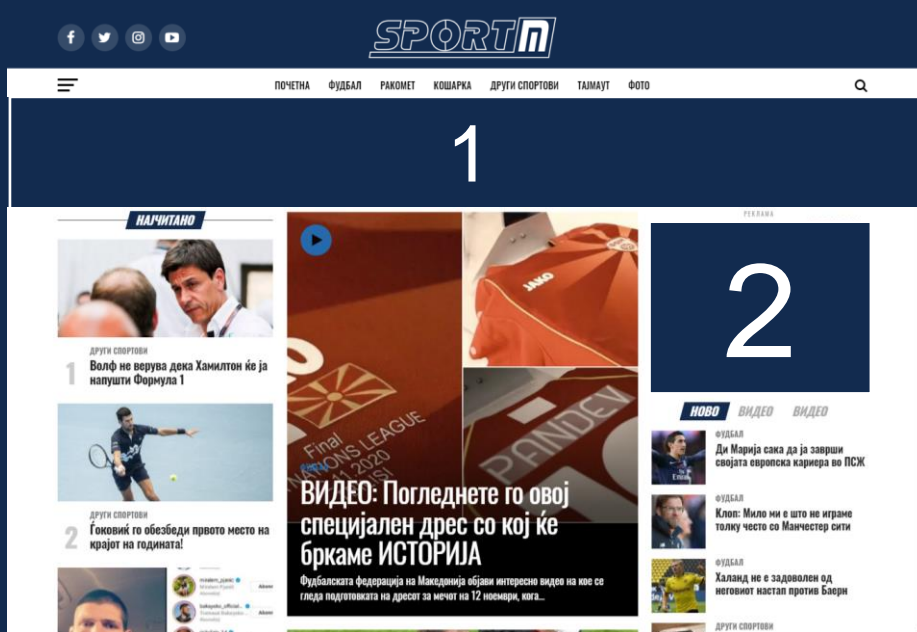 SPORTM
ПОЧЕТНА ФУДБАЛ РАКОМЕТ КОШАРКА ДРУГИ СПОРТОВИ ТАЈМАУТ ФОТО
1
НАЈЧИТАНО
ДРУГИ СПОРТОВИ
1
Волф не верува дека Хамилтон ќе ја
напушти Формула 1
ДРУГИ СПОРТОВИ
2
Ѓоковиќ го обезбеди првото место на
крајот на годината!
JAKO
Final
NATIONS LEAGUE
11 2020
PANDEV
ВИДЕО: Погледнете го овој
специјален дрес со кој ќе
бркаме ИСТОРИЈА
Фудбалската федерација на Македонија објави интересно видео на кое се
гледа подготовката на дресот за мечот на 12 ноември, кога...
РЕКЛАМА
2
НОВО ВИДЕО ВИДЕО
ФУДБАЛ
Ди Марија сака да ја заврши
својата европска кариера во ПСЖ
ФУДБАЛ
Клоп: Мило ми е што не играме
толку често со Манчестер сити
ФУДБАЛ
Халанд не е задоволен од
неговиот настап против Баерн
ДРУГИ СПОРТОВИ